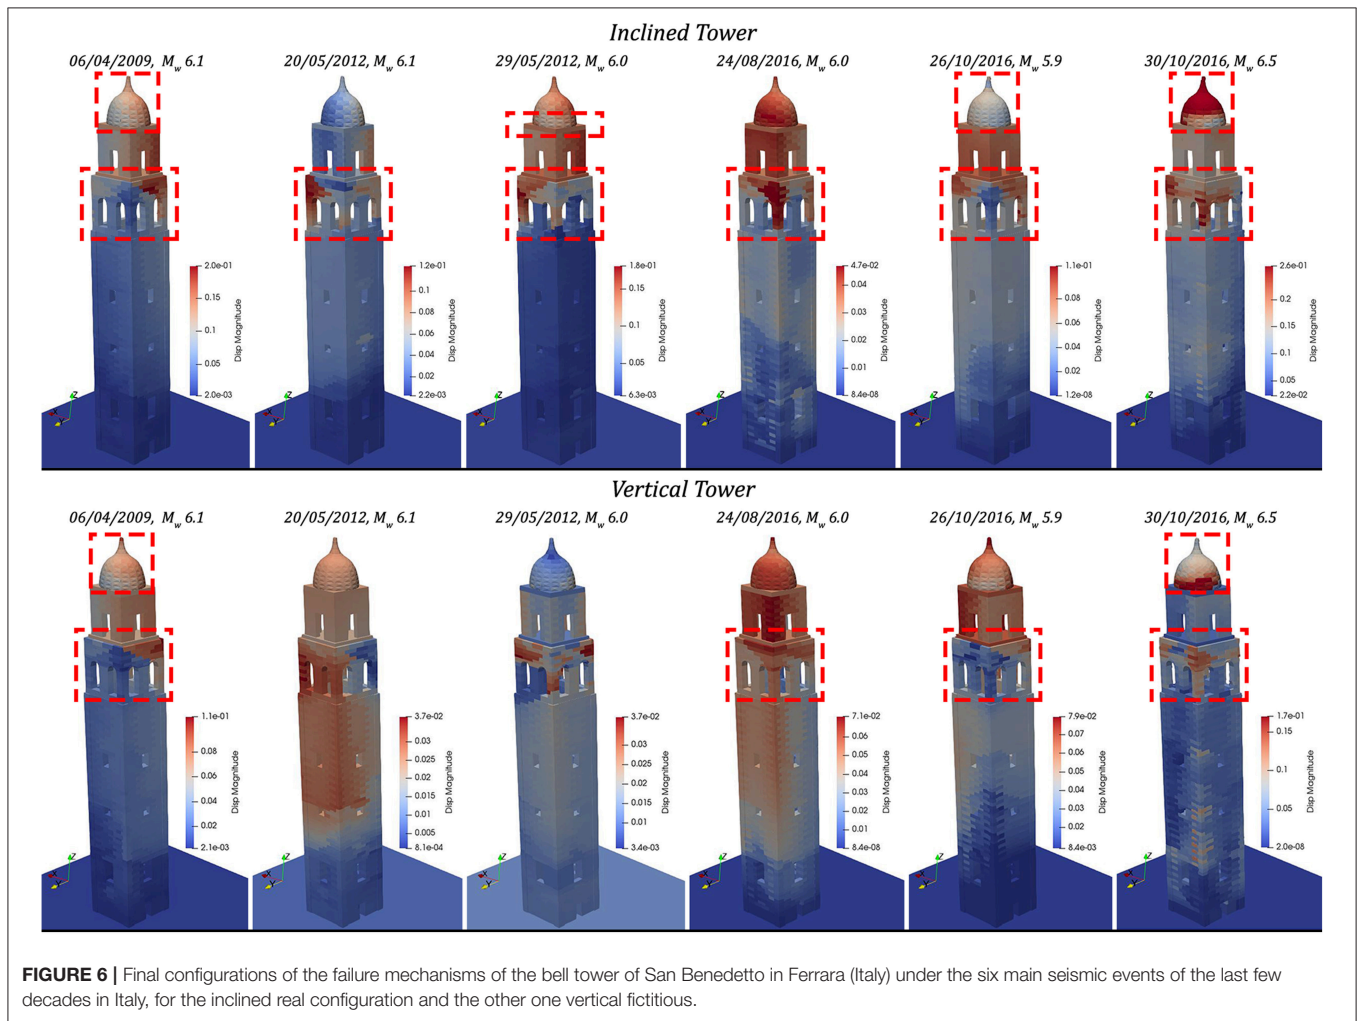 Inclined Tower
06/04/2009, Mw 6.1
20/05/2012, Mw 6.1
29/05/2012, Mw 6.0
24/08/2016, Mw 6.0
26/10/2016, Mw 5.9
30/10/2016, Mw 6.5
2.0e-01
0.15
0.1
0.05
2.0e-03
Disp Magnitude
Z
X
Y
1.2e-01
0.1
0.08
0.06
0.04
0.02
2.2e-03
Disp Magnitude
Z
X
Y
1.8e-01
0.15
0.1
0.05
6.3e-03
Disp Magnitude
Z
X
Y
4.7e-02
0.04
0.03
0.02
0.01
8.4e-08
Disp Magnitude
Z
X
Y
1.1e-01
0.1
0.08
0.06
0.04
0.02
1.2e-08
Disp Magnitude
Z
X
Y
2.6e-01
0.2
0.15
0.1
0.05
2.2e-02
Disp Magnitude
Z
X
Y
Vertical Tower
06/04/2009, Mw 6.1
20/05/2012, Mw 6.1
29/05/2012, Mw 6.0
24/08/2016, Mw 6.0
26/10/2016, Mw 5.9
30/10/2016, Mw 6.5
1.1e-01
0.1
0.08
0.06
0.04
0.02
2.1e-03
Disp Magnitude
Z
X
Y
3.7e-02
0.03
0.025
0.02
0.015
0.01
0.005
8.1e-04
Disp Magnitude
Z
X
Y
3.7e-02
0.03
0.025
0.02
0.015
0.01
3.4e-03
Disp Magnitude
Z
X
Y
7.1e-02
0.06
0.05
0.04
0.03
0.02
0.01
8.4e-08
Disp Magnitude
Z
X
Y
7.9e-02
0.07
0.06
0.05
0.04
0.03
0.02
8.4e-03
Disp Magnitude
Z
X
Y
1.7e-01
0.15
0.1
0.05
2.0e-08
Disp Magnitude
Z
X
Y
FIGURE 6 | Final configurations of the failure mechanisms of the bell tower of San Benedetto in Ferrara (Italy) under the six main seismic events of the last few
decades in Italy, for the inclined real configuration and the other one vertical fictitious.